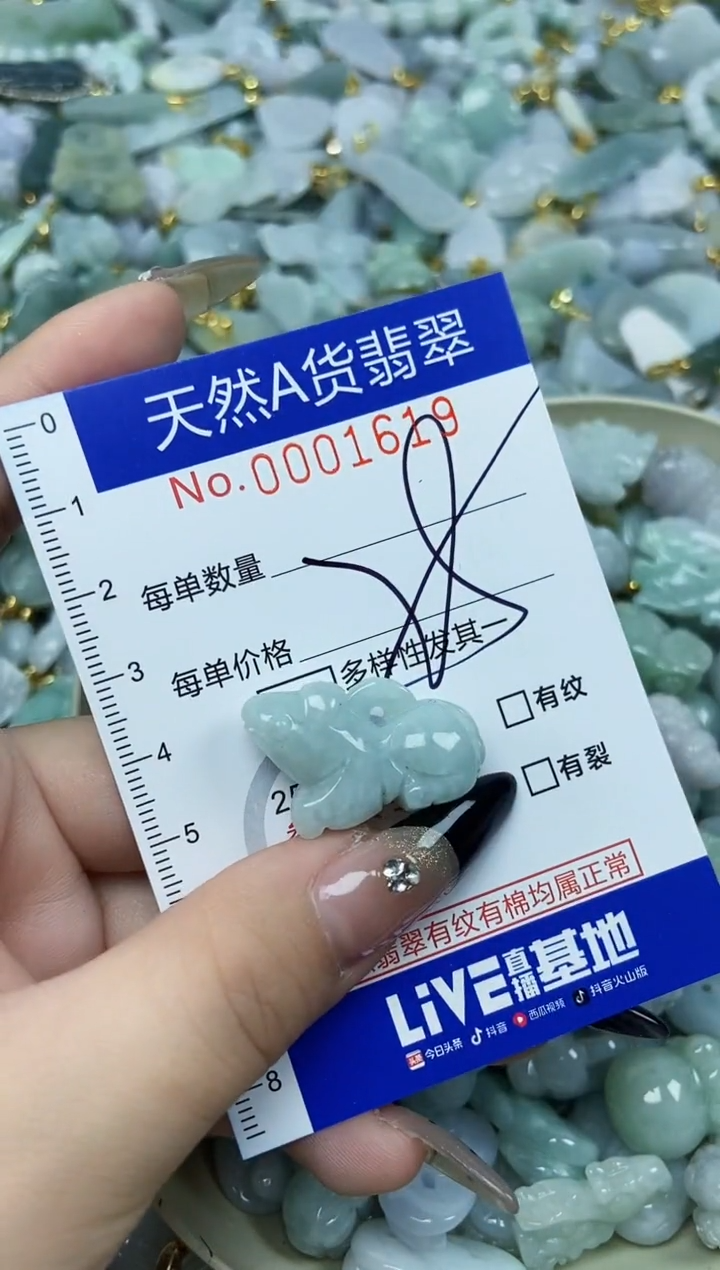 天然A货翡翠
No.0001619
每单数量
每单价格
多样性发其一
有纹
有裂
翡翠有纹有棉均属正常
LiVE直播基地
今日头条 抖音 西瓜视频 抖音火山版
0
1
2
3
4
5
8